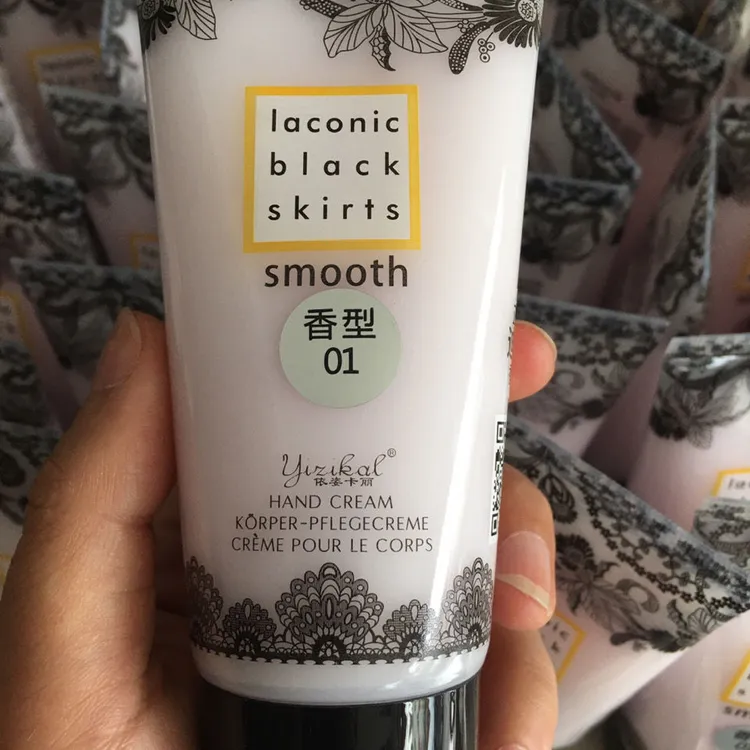 laconic
black
skirts
smooth
香型
01
Yizikal®
依姿卡丽
HAND CREAM
KÖRPER-PFLEGECREME
CRÈME POUR LE CORPS